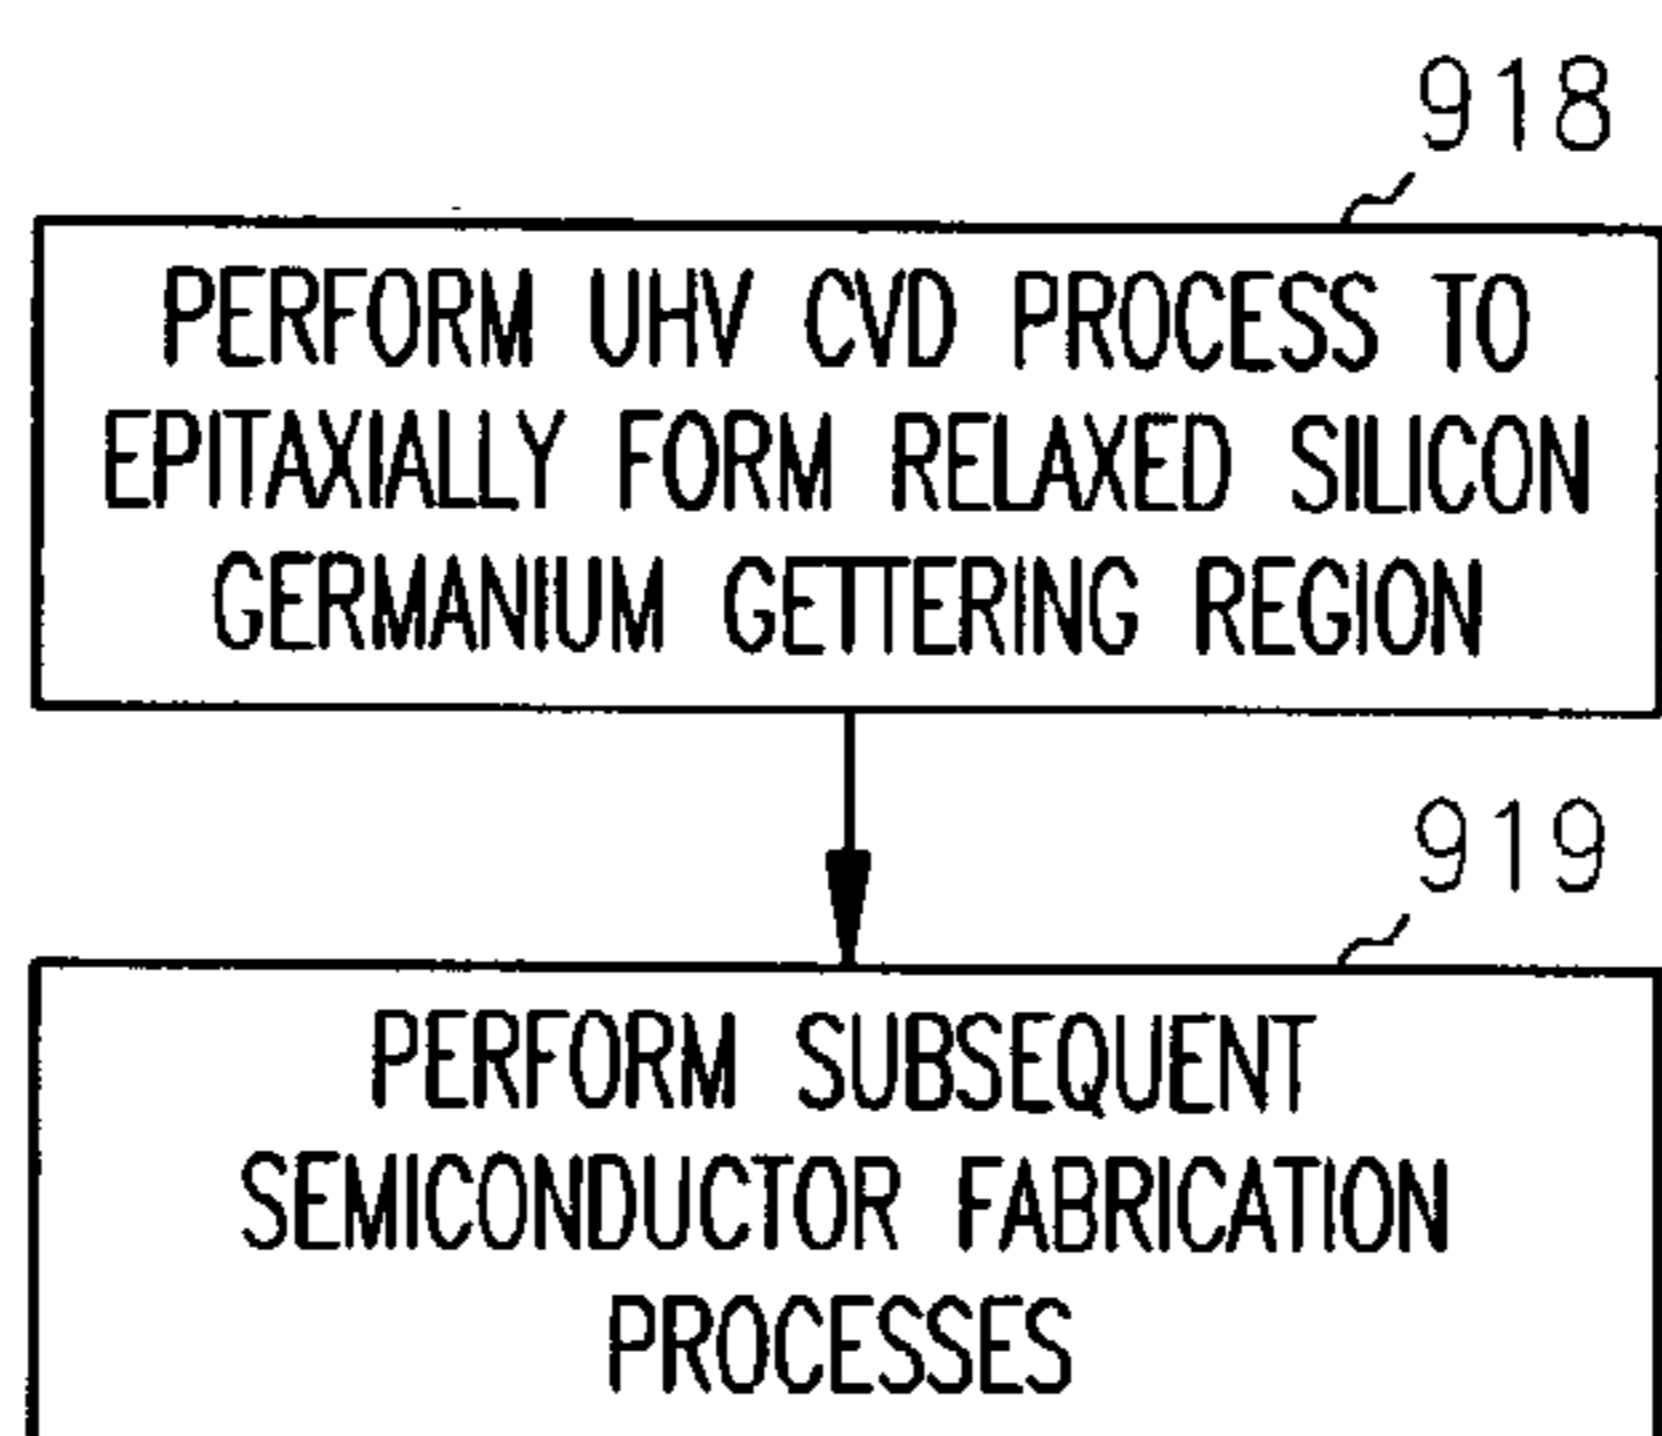 918
PERFORM UHV CVD PROCESS TO
EPITAXIALLY FORM RELAXED SILICON
GERMANIUM GETTERING REGION
919
PERFORM SUBSEQUENT
SEMICONDUCTOR FABRICATION
PROCESSES